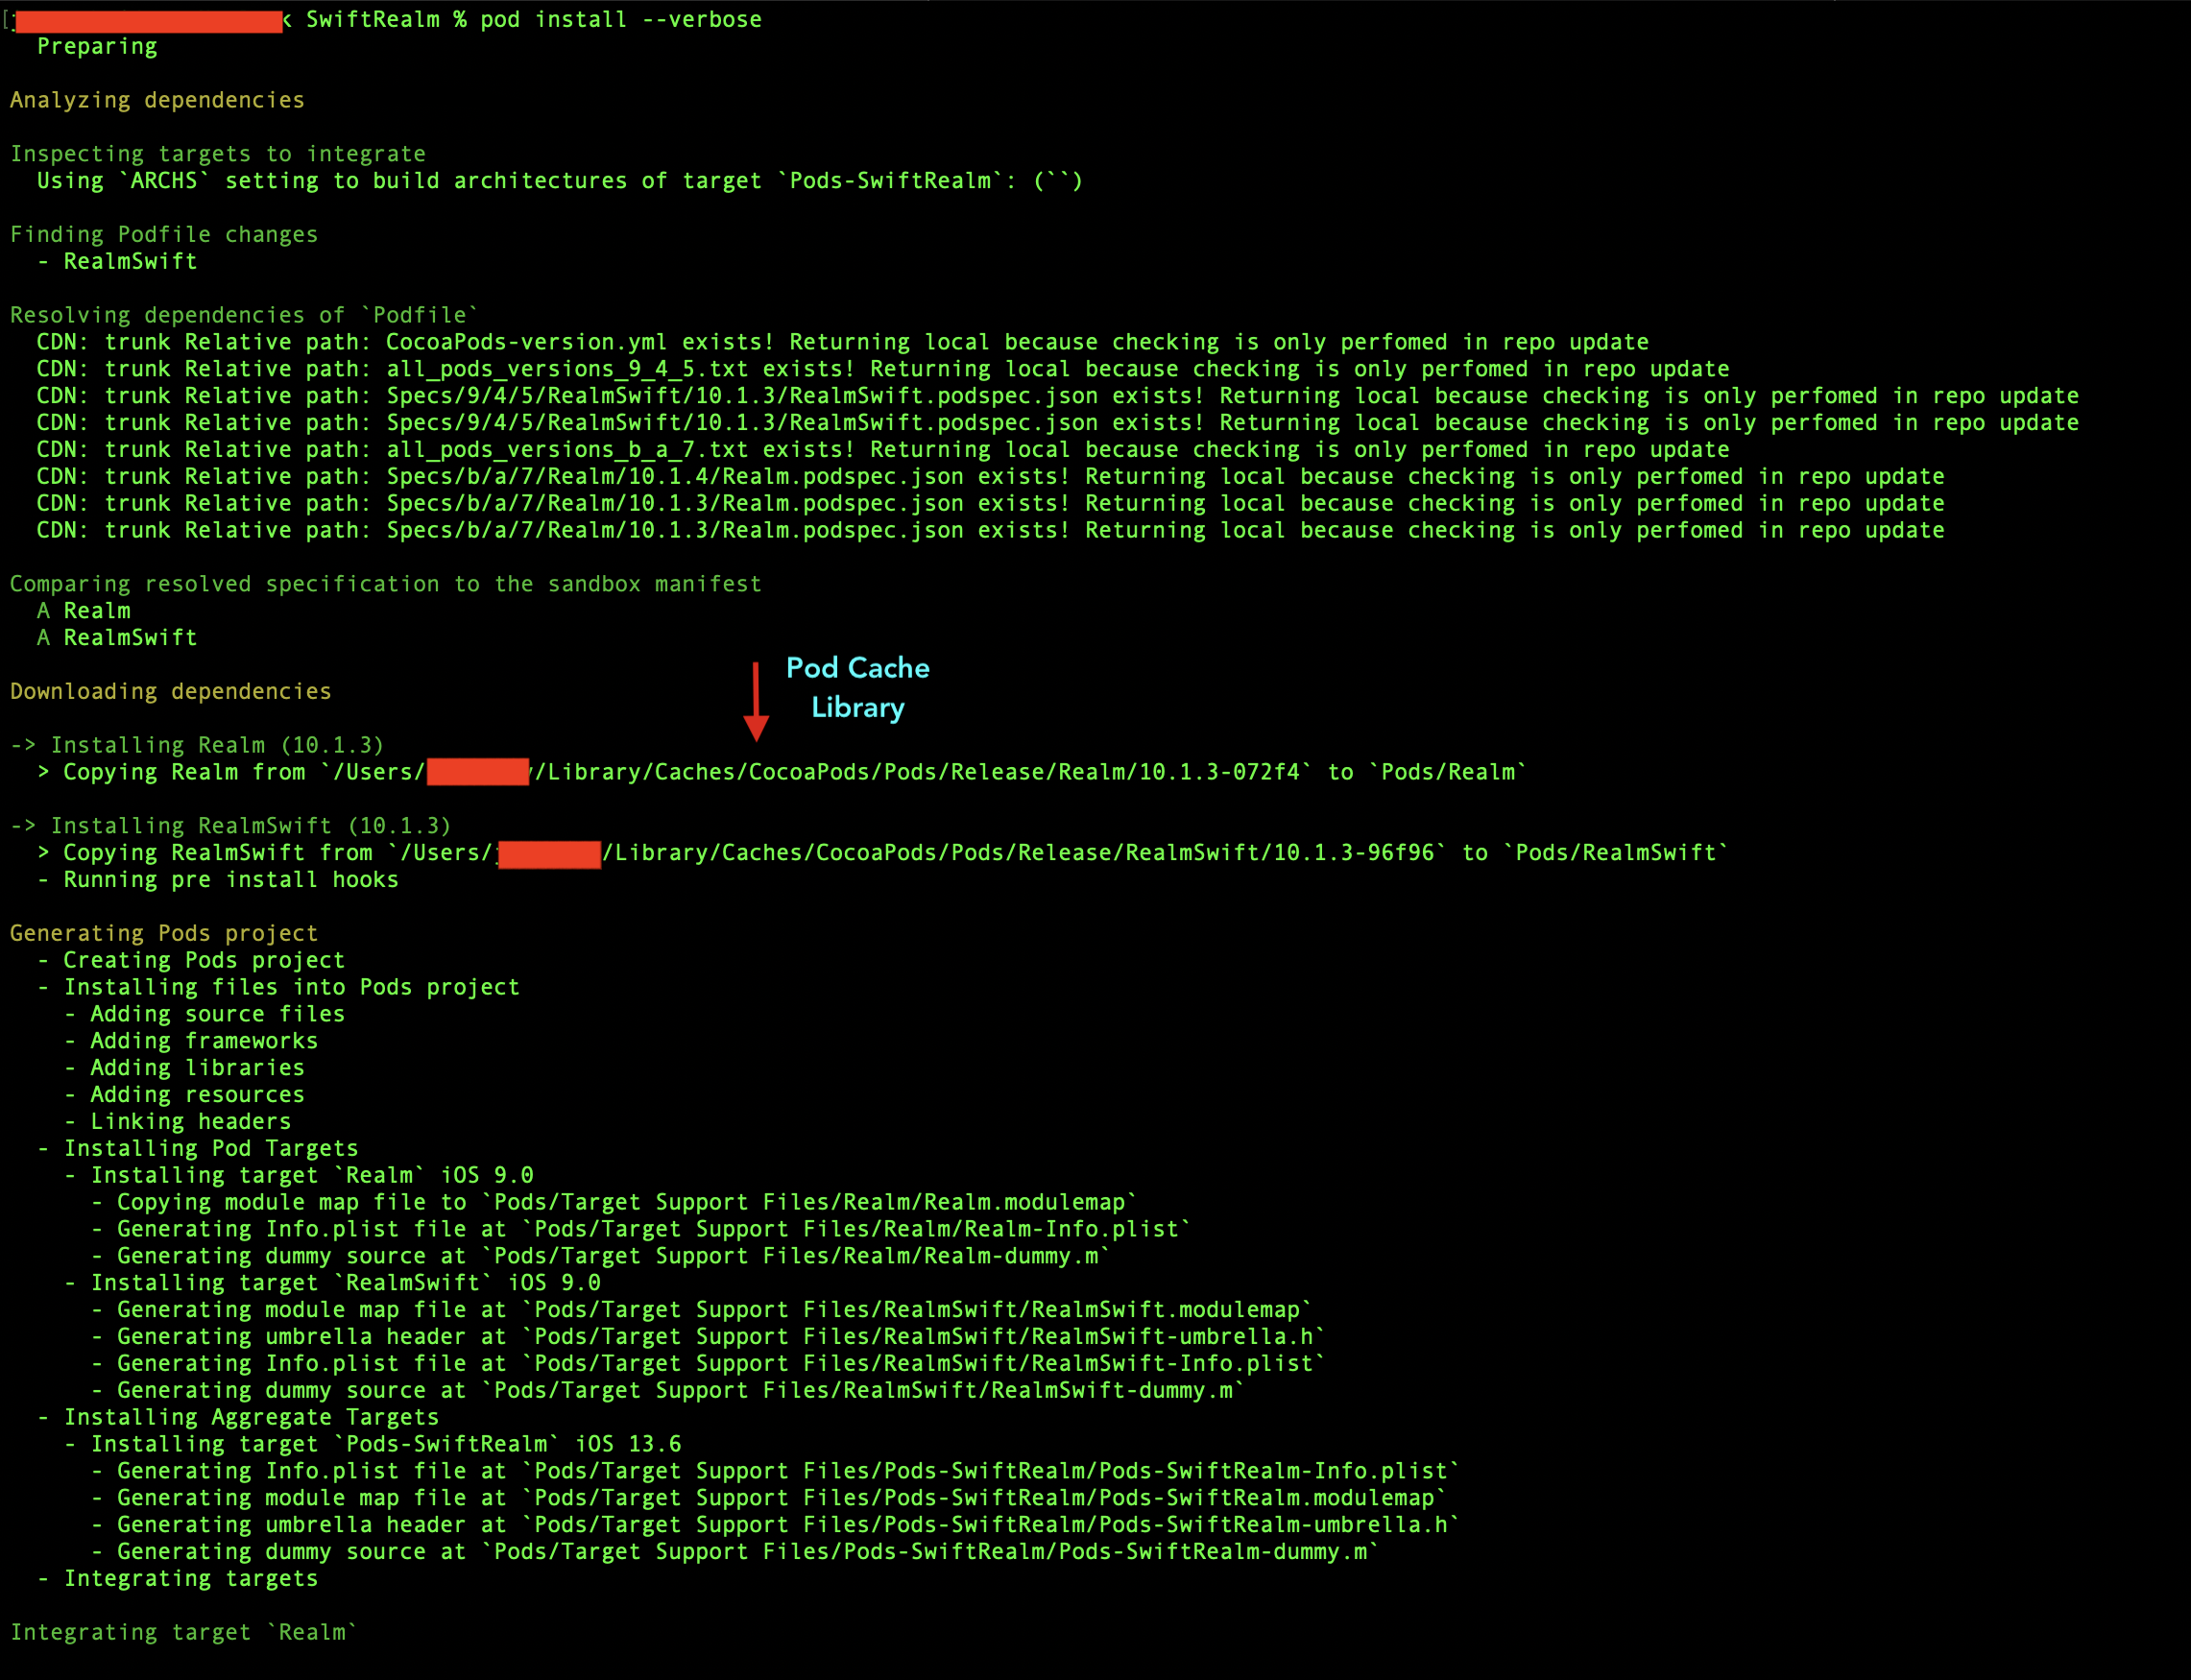 SwiftRealm % pod install --verbose
Preparing
Analyzing dependencies
Inspecting targets to integrate
Using `ARCHS` setting to build architectures of target `Pods-SwiftRealm`: (``)
Finding Podfile changes
- RealmSwift
Resolving dependencies of `Podfile`
CDN: trunk Relative path: CocoaPods-version.yml exists! Returning local because checking is only perfomed in repo update
CDN: trunk Relative path: all_pods_versions_9_4_5.txt exists! Returning local because checking is only perfomed in repo update
CDN: trunk Relative path: Specs/9/4/5/RealmSwift/10.1.3/RealmSwift.podspec.json exists! Returning local because checking is only perfomed in repo update
CDN: trunk Relative path: Specs/9/4/5/RealmSwift/10.1.3/RealmSwift.podspec.json exists! Returning local because checking is only perfomed in repo update
CDN: trunk Relative path: all_pods_versions_b_a_7.txt exists! Returning local because checking is only perfomed in repo update
CDN: trunk Relative path: Specs/b/a/7/Realm/10.1.4/Realm.podspec.json exists! Returning local because checking is only perfomed in repo update
CDN: trunk Relative path: Specs/b/a/7/Realm/10.1.3/Realm.podspec.json exists! Returning local because checking is only perfomed in repo update
CDN: trunk Relative path: Specs/b/a/7/Realm/10.1.3/Realm.podspec.json exists! Returning local because checking is only perfomed in repo update
Comparing resolved specification to the sandbox manifest
A Realm
A RealmSwift
Pod Cache
Library
Downloading dependencies
-> Installing Realm (10.1.3)
> Copying Realm from `/Users/ /Library/Caches/CocoaPods/Pods/Release/Realm/10.1.3-072f4` to `Pods/Realm`
-> Installing RealmSwift (10.1.3)
> Copying RealmSwift from `/Users/ /Library/Caches/CocoaPods/Pods/Release/RealmSwift/10.1.3-96f96` to `Pods/RealmSwift`
- Running pre install hooks
Generating Pods project
- Creating Pods project
- Installing files into Pods project
- Adding source files
- Adding frameworks
- Adding libraries
- Adding resources
- Linking headers
- Installing Pod Targets
- Installing target `Realm` iOS 9.0
- Copying module map file to `Pods/Target Support Files/Realm/Realm.modulemap`
- Generating Info.plist file at `Pods/Target Support Files/Realm/Realm-Info.plist`
- Generating dummy source at `Pods/Target Support Files/Realm/Realm-dummy.m`
- Installing target `RealmSwift` iOS 9.0
- Generating module map file at `Pods/Target Support Files/RealmSwift/RealmSwift.modulemap`
- Generating umbrella header at `Pods/Target Support Files/RealmSwift/RealmSwift-umbrella.h`
- Generating Info.plist file at `Pods/Target Support Files/RealmSwift/RealmSwift-Info.plist`
- Generating dummy source at `Pods/Target Support Files/RealmSwift/RealmSwift-dummy.m`
- Installing Aggregate Targets
- Installing target `Pods-SwiftRealm` iOS 13.6
- Generating Info.plist file at `Pods/Target Support Files/Pods-SwiftRealm/Pods-SwiftRealm-Info.plist`
- Generating module map file at `Pods/Target Support Files/Pods-SwiftRealm/Pods-SwiftRealm.modulemap`
- Generating umbrella header at `Pods/Target Support Files/Pods-SwiftRealm/Pods-SwiftRealm-umbrella.h`
- Generating dummy source at `Pods/Target Support Files/Pods-SwiftRealm/Pods-SwiftRealm-dummy.m`
- Integrating targets
Integrating target `Realm`